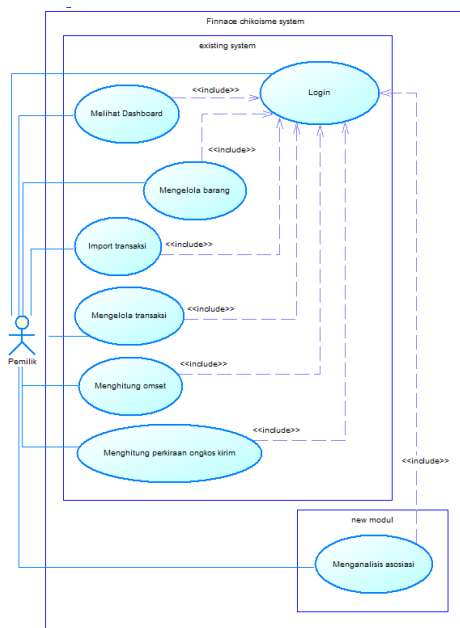 Finnace chikoisme system
existing system
Login
<<include>>
Melihat Dashboard
<<include>>
Mengelola barang
Import transaksi
<<include>>
Mengelola transaksi
<<include>>
Pemilik
Menghitung omset
<<include>>
<<include>>
Menghitung perkiraan ongkos kirim
<<include>>
new modul
Menganalisis asosiasi